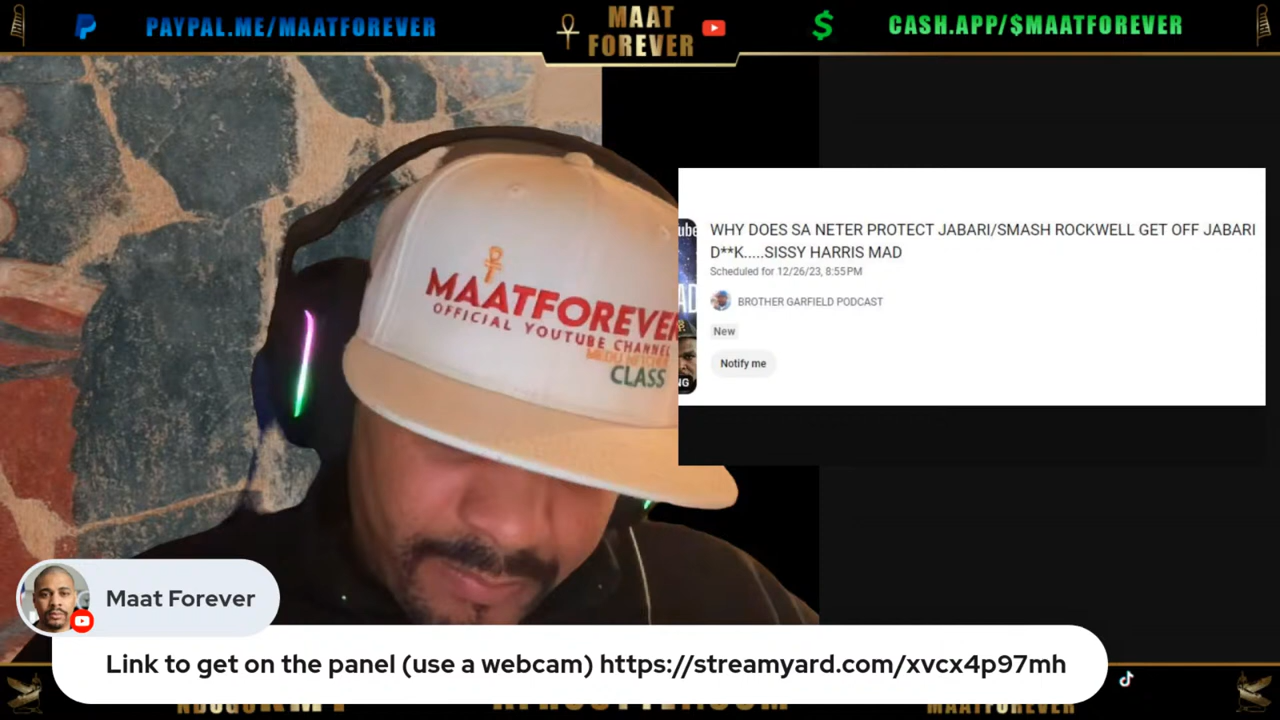 PAYPAL.ME/MAATFOREVER
MAAT
FOREVER
CASH.APP/$MAATFOREVER
MAATFOREVER
OFFICIAL YOUTUBE CHANNEL
CLASS
WHY DOES SA NETER PROTECT JABARI/SMASH ROCKWELL GET OFF JABARI
D**K.....SISSY HARRIS MAD
Scheduled for 12/26/23, 8:55 PM
BROTHER GARFIELD PODCAST
New
Notify me
Maat Forever
Link to get on the panel (use a webcam) https://streamyard.com/xvcx4p97mh
MAATFOREVER